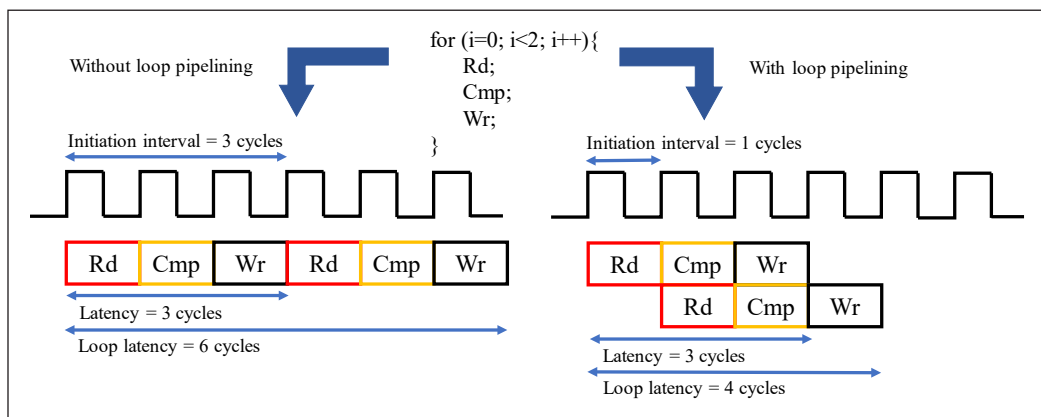 for (i=0; i<2; i++){
Rd;
Cmp;
Wr;
}
Without loop pipelining
Initiation interval = 3 cycles
Rd Cmp Wr Rd Cmp Wr
Latency = 3 cycles
Loop latency = 6 cycles
With loop pipelining
Initiation interval = 1 cycles
Rd Cmp Wr
Rd Cmp Wr
Latency = 3 cycles
Loop latency = 4 cycles